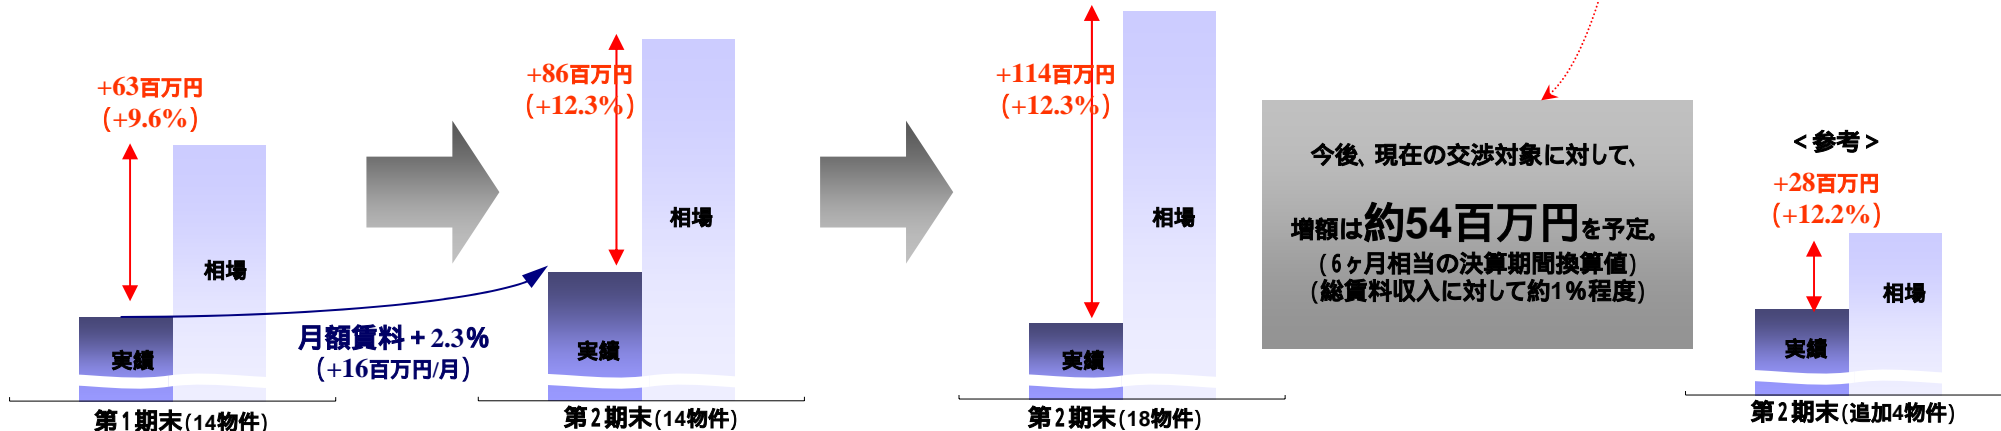 +63百万円
(+9.6%)
相場
実績
第1期末(14物件)
月額賃料+2.3%
(+16百万円/月)
+86百万円
(+12.3%)
相場
実績
第2期末(14物件)
+114百万円
(+12.3%)
相場
実績
第2期末(18物件)
今後、現在の交渉対象に対して、
増額は約54百万円を予定。
(6ヶ月相当の決算期間換算値)
(総賃料収入に対して約1%程度)
<参考>
+28百万円
(+12.2%)
相場
実績
第2期末(追加4物件)